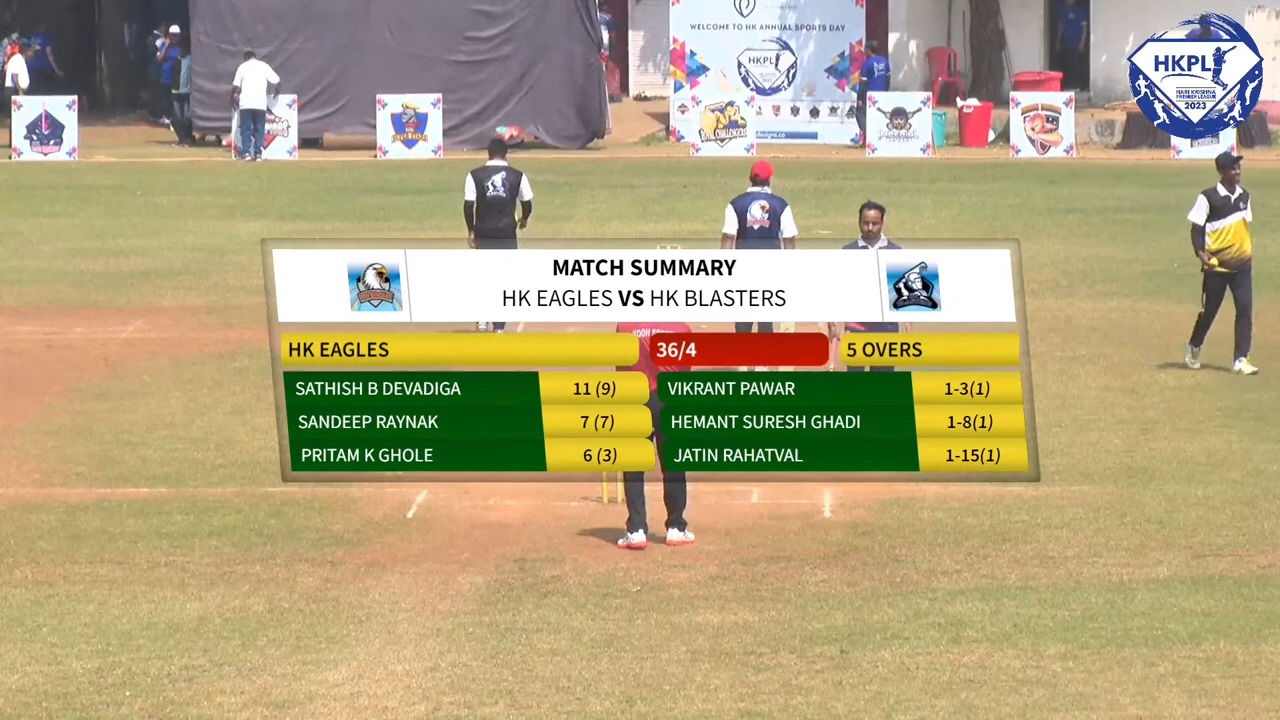 WELCOME TO HK ANNUAL SPORTS DAY
HKPL
HARI KRISHNA
PREMIER LEAGUE
2023
ROYAL CHALLENGERS
MATCH SUMMARY
HK EAGLES VS HK BLASTERS
HK EAGLES 36/4 5 OVERS
SATHISH B DEVADIGA 11 (9) VIKRANT PAWAR 1-3(1)
SANDEEP RAYNAK 7 (7) HEMANT SURESH GHADI 1-8(1)
PRITAM K GHOLE 6 (3) JATIN RAHATVAL 1-15(1)